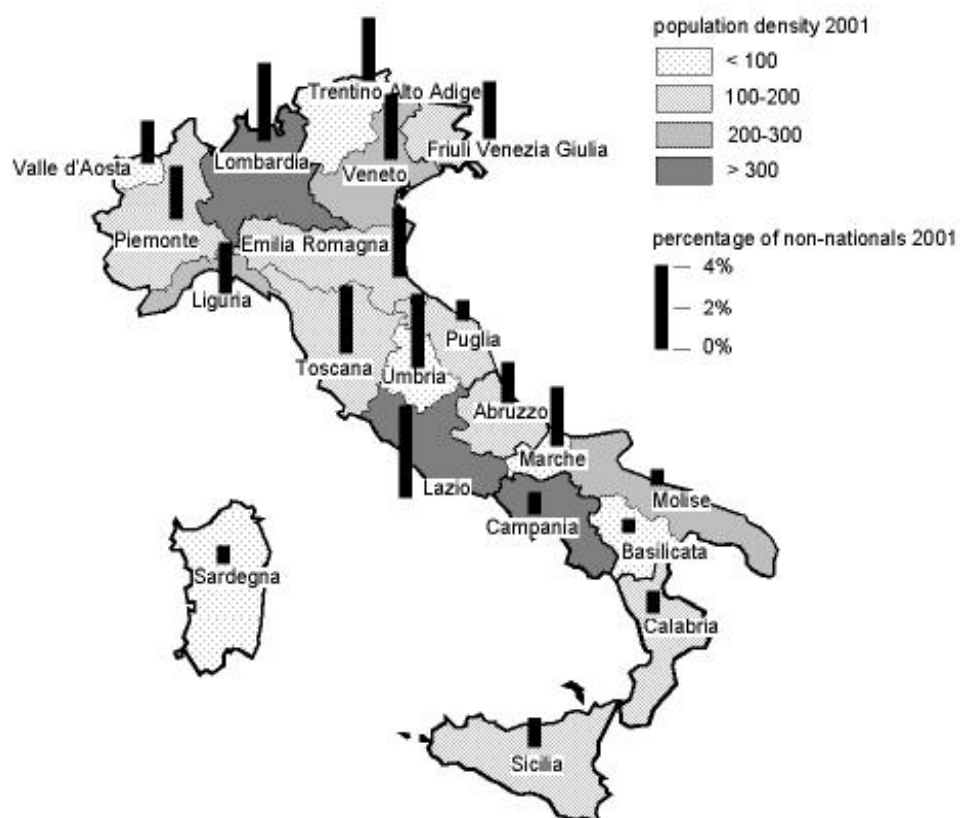 population density 2001
< 100
100-200
200-300
> 300
percentage of non-nationals 2001
4%
2%
0%
Trentino Alto Adige
Friuli Venezia Giulia
Lombardia
Valle d'Aosta
Veneto
Piemonte
Emilia Romagna
Liguria
Puglia
Toscana
Umbria
Abruzzo
Marche
Lazio
Molise
Campania
Basilicata
Sardegna
Calabria
Sicilia